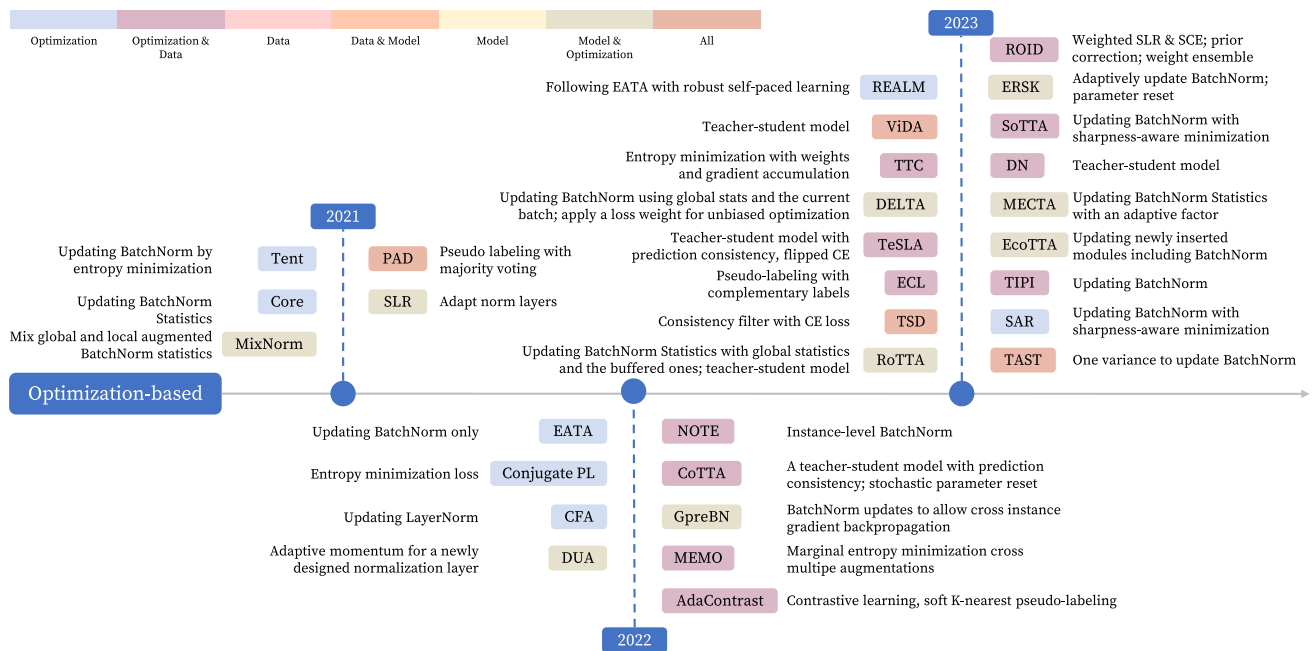 Optimization
Optimization &
Data
Data
Data & Model
Model
Model &
Optimization
All
2023
ROID
Weighted SLR & SCE; prior
correction; weight ensemble
Following EATA with robust self-paced learning
REALM
ERSK
Adaptively update BatchNorm;
parameter reset
Teacher-student model
ViDA
SoTTA
Updating BatchNorm with
sharpness-aware minimization
Entropy minimization with weights
and gradient accumulation
TTC
DN
Teacher-student model
Updating BatchNorm using global stats and the current
batch; apply a loss weight for unbiased optimization
DELTA
MECTA
Updating BatchNorm Statistics
with an adaptive factor
Teacher-student model with
prediction consistency, flipped CE
TeSLA
EcoTTA
Updating newly inserted
modules including BatchNorm
Pseudo-labeling with
complementary labels
ECL
TIPI
Updating BatchNorm
Consistency filter with CE loss
TSD
SAR
Updating BatchNorm with
sharpness-aware minimization
Updating BatchNorm Statistics with global statistics
and the buffered ones; teacher-student model
RoTTA
TAST
One variance to update BatchNorm
2021
Updating BatchNorm by
entropy minimization
Tent
PAD
Pseudo labeling with
majority voting
Updating BatchNorm
Statistics
Core
SLR
Adapt norm layers
Mix global and local augmented
BatchNorm statistics
MixNorm
Optimization-based
Updating BatchNorm only
EATA
NOTE
Instance-level BatchNorm
Entropy minimization loss
Conjugate PL
CoTTA
A teacher-student model with prediction
consistency; stochastic parameter reset
Updating LayerNorm
CFA
GpreBN
BatchNorm updates to allow cross instance
gradient backpropagation
Adaptive momentum for a newly
designed normalization layer
DUA
MEMO
Marginal entropy minimization cross
multipe augmentations
AdaContrast
Contrastive learning, soft K-nearest pseudo-labeling
2022